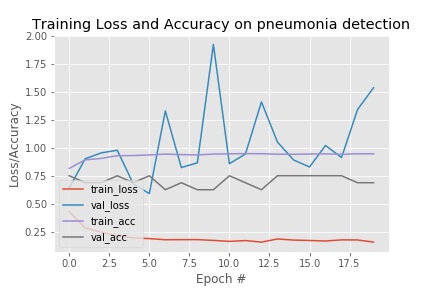 Training Loss and Accuracy on pneumonia detection
2.00
1.75
1.50
1.25
1.00
0.75
0.50
0.25
Loss/Accuracy
train_loss
val_loss
train_acc
val_acc
0.0 2.5 5.0 7.5 10.0 12.5 15.0 17.5
Epoch #